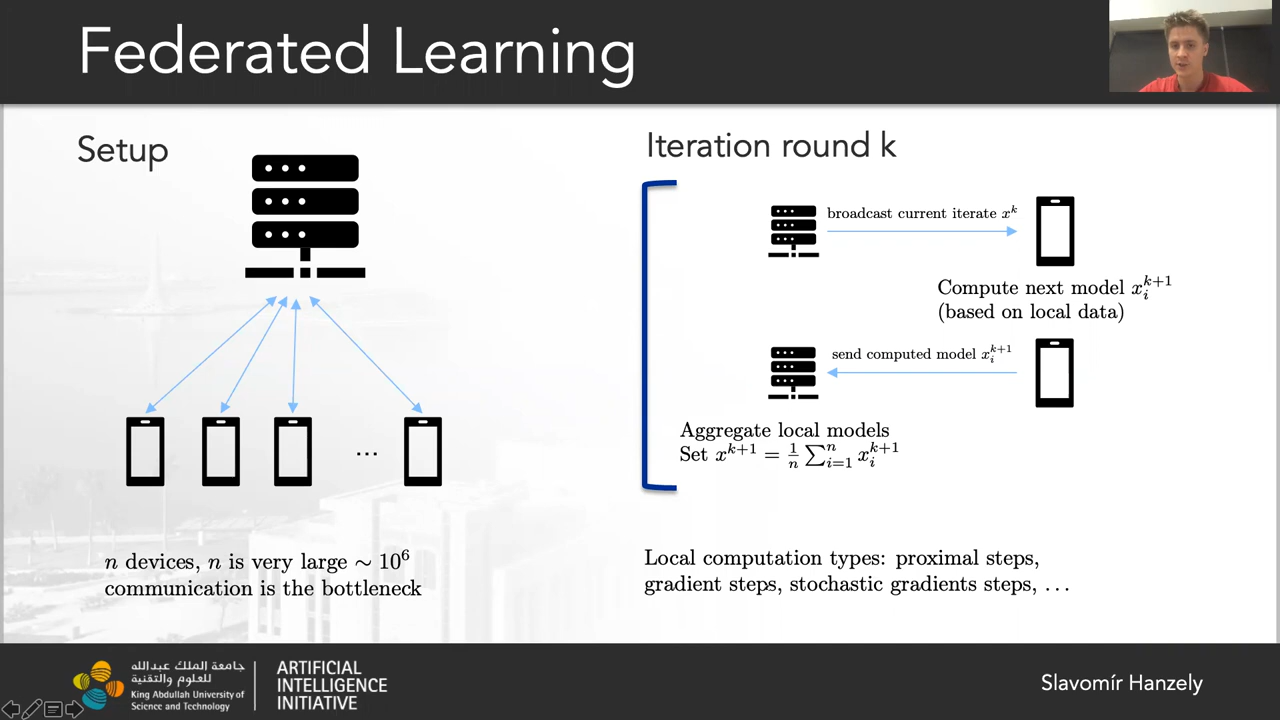 Federated Learning
Setup
Iteration round k
broadcast current iterate x^k
Compute next model x_i^{k+1}
(based on local data)
send computed model x_i^{k+1}
Aggregate local models
Set x^{k+1} = \frac{1}{n} \sum_{i=1}^{n} x_i^{k+1}
...
n devices, n is very large ∼ 10^6
communication is the bottleneck
Local computation types: proximal steps,
gradient steps, stochastic gradients steps, ...
جامعة الملك عبدالله
للعلوم والتقنية
King Abdullah University of
Science and Technology
ARTIFICIAL
INTELLIGENCE
INITIATIVE
Slavomír Hanzely